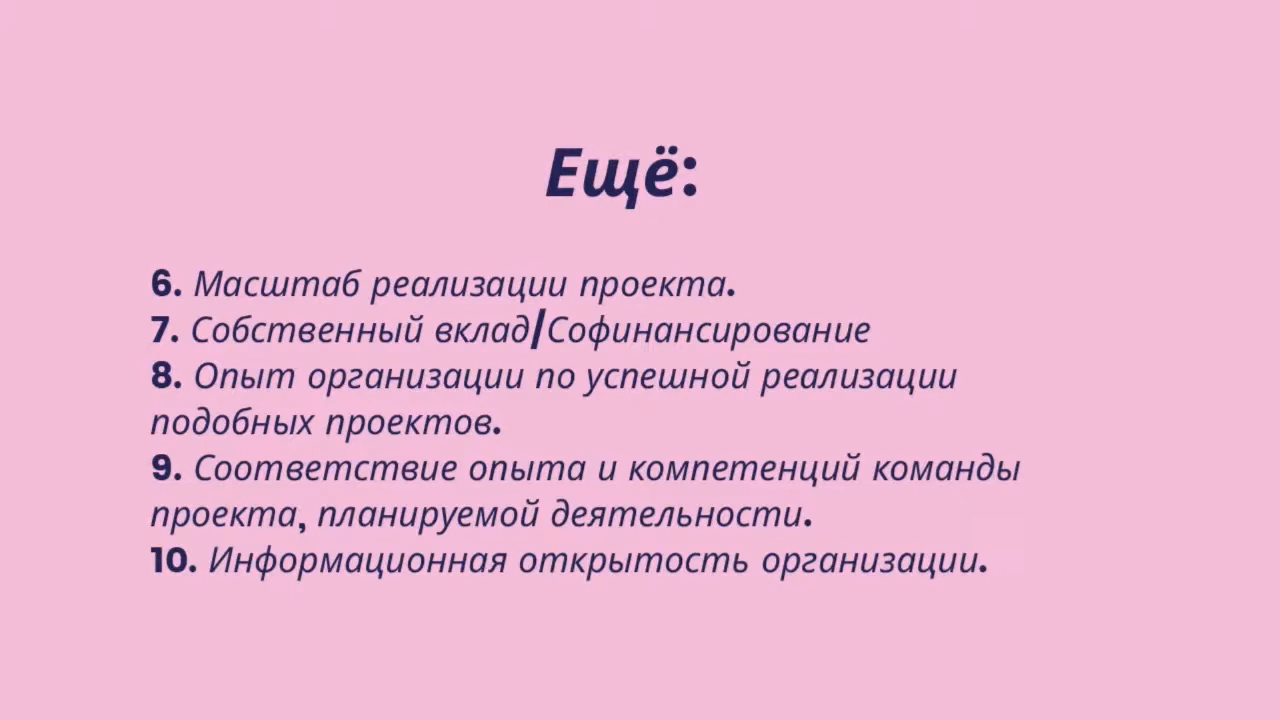 Ещё:
6. Масштаб реализации проекта.
7. Собственный вклад/Софинансирование
8. Опыт организации по успешной реализации
подобных проектов.
9. Соответствие опыта и компетенций команды
проекта, планируемой деятельности.
10. Информационная открытость организации.